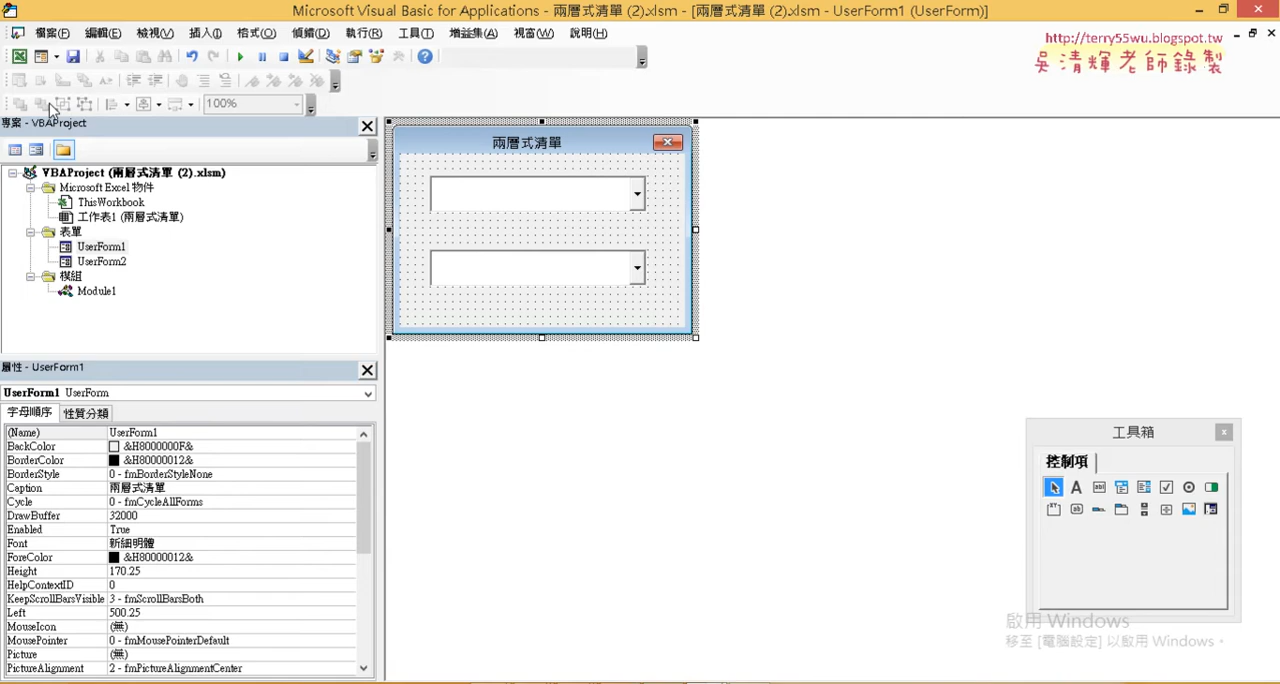 Microsoft Visual Basic for Applications - 兩層式清單 (2).xlsm - [兩層式清單 (2).xlsm - UserForm1 (UserForm)]
檔案(F) 編輯(E) 檢視(V) 插入(I) 格式(O) 偵錯(D) 執行(R) 工具(T) 增益集(A) 視窗(W) 說明(H)
http://terry55wu.blogspot.tw
吳清輝老師錄製
100%
專案 - VBAProject
VBAProject (兩層式清單 (2).xlsm)
Microsoft Excel 物件
ThisWorkbook
工作表1 (兩層式清單)
表單
UserForm1
UserForm2
模組
Module1
兩層式清單
屬性 - UserForm1
UserForm1 UserForm
字母順序 性質分類
(Name) UserForm1
BackColor &H8000000F&
BorderColor &H80000012&
BorderStyle 0 - fmBorderStyleNone
Caption 兩層式清單
Cycle 0 - fmCycleAllForms
DrawBuffer 32000
Enabled True
Font 新細明體
ForeColor &H80000012&
Height 170.25
HelpContextID 0
KeepScrollBarsVisible 3 - fmScrollBarsBoth
Left 500.25
MouseIcon (無)
MousePointer 0 - fmMousePointerDefault
Picture (無)
PictureAlignment 2 - fmPictureAlignmentCenter
工具箱
控制項
啟用 Windows
移至 [電腦設定] 以啟用 Windows。